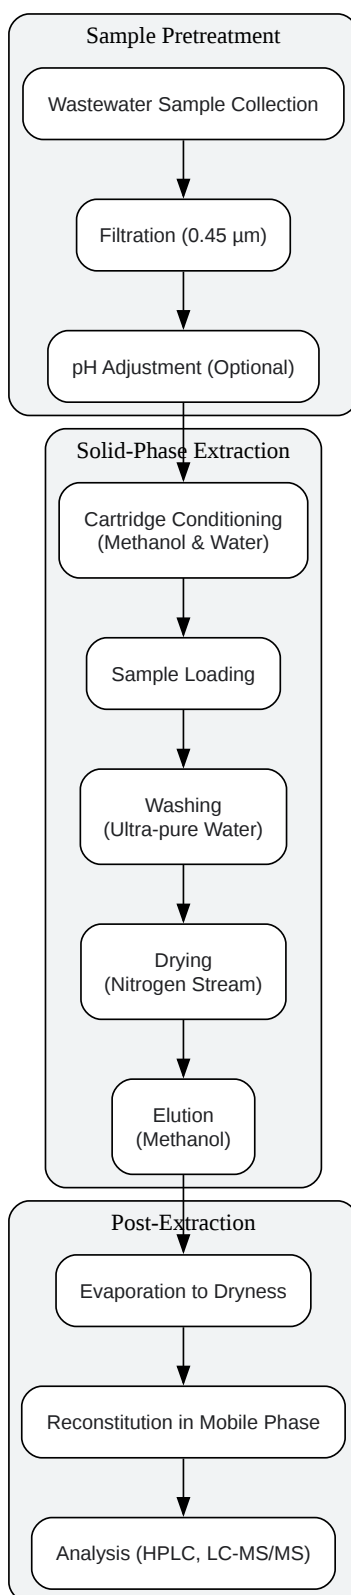 Sample Pretreatment
Wastewater Sample Collection
Filtration (0.45 µm)
pH Adjustment (Optional)
Solid-Phase Extraction
Cartridge Conditioning
(Methanol & Water)
Sample Loading
Washing
(Ultra-pure Water)
Drying
(Nitrogen Stream)
Elution
(Methanol)
Post-Extraction
Evaporation to Dryness
Reconstitution in Mobile Phase
Analysis (HPLC, LC-MS/MS)